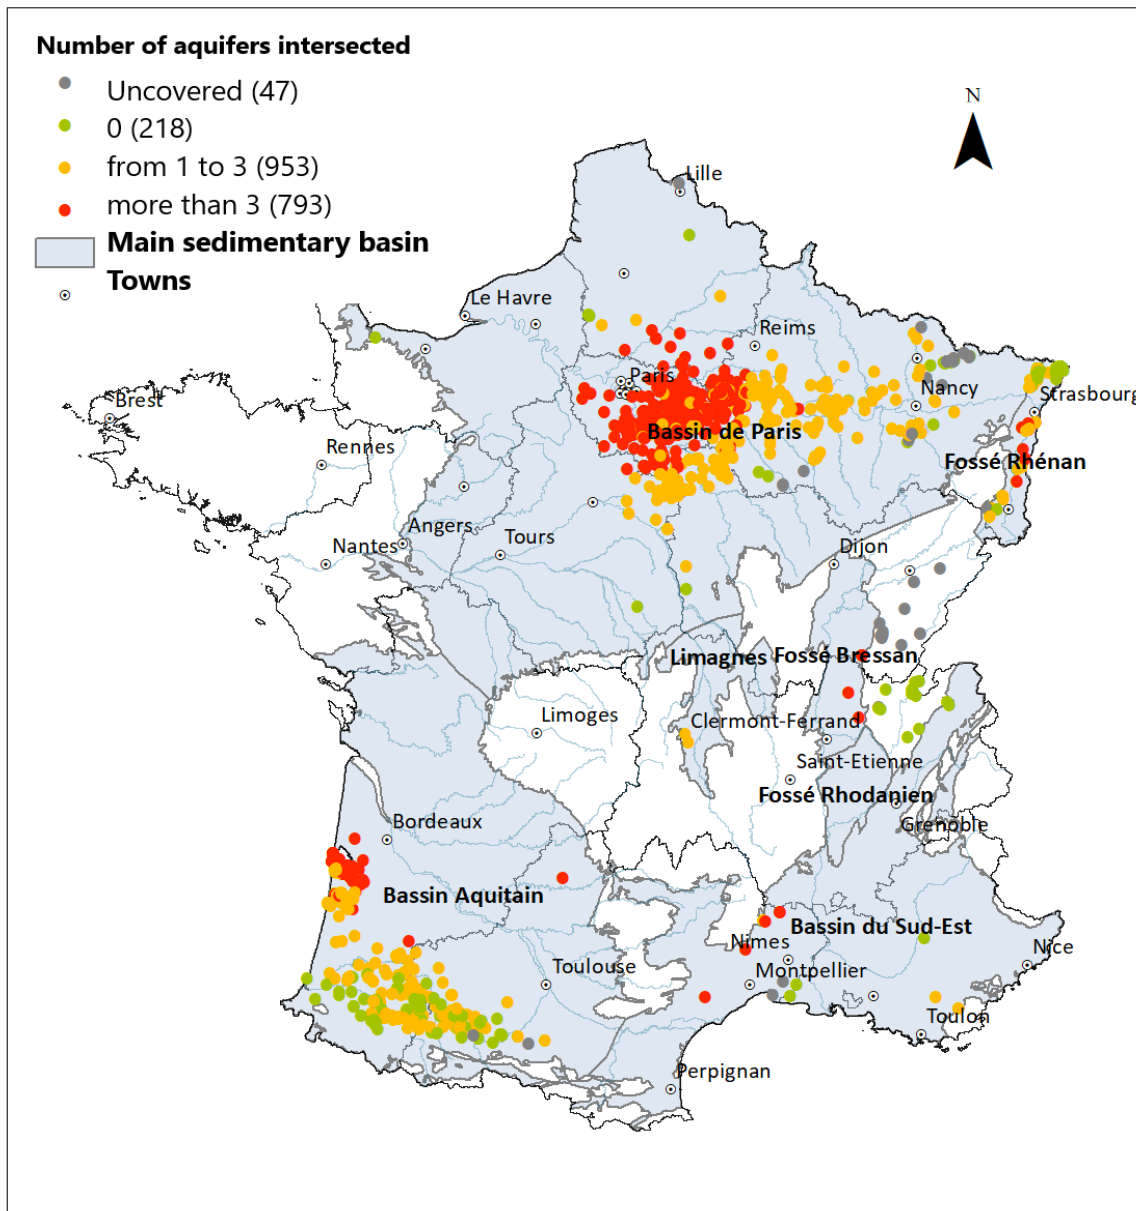 Number of aquifers intersected
Uncovered (47)
0 (218)
from 1 to 3 (953)
more than 3 (793)
Main sedimentary basin
Towns
N
Lille
Le Havre
Reims
Paris
Nancy
Strasbourg
Brest
Bassin de Paris
Rennes
Fossé Rhénan
Angers
Tours
Nantes
Dijon
Limagnes
Fossé Bressan
Limoges
Clermont-Ferrand
Saint-Etienne
Fossé Rhodanien
Bordeaux
Grenoble
Bassin Aquitain
Bassin du Sud-Est
Nimes
Nice
Toulouse
Montpellier
Toulon
Perpignan